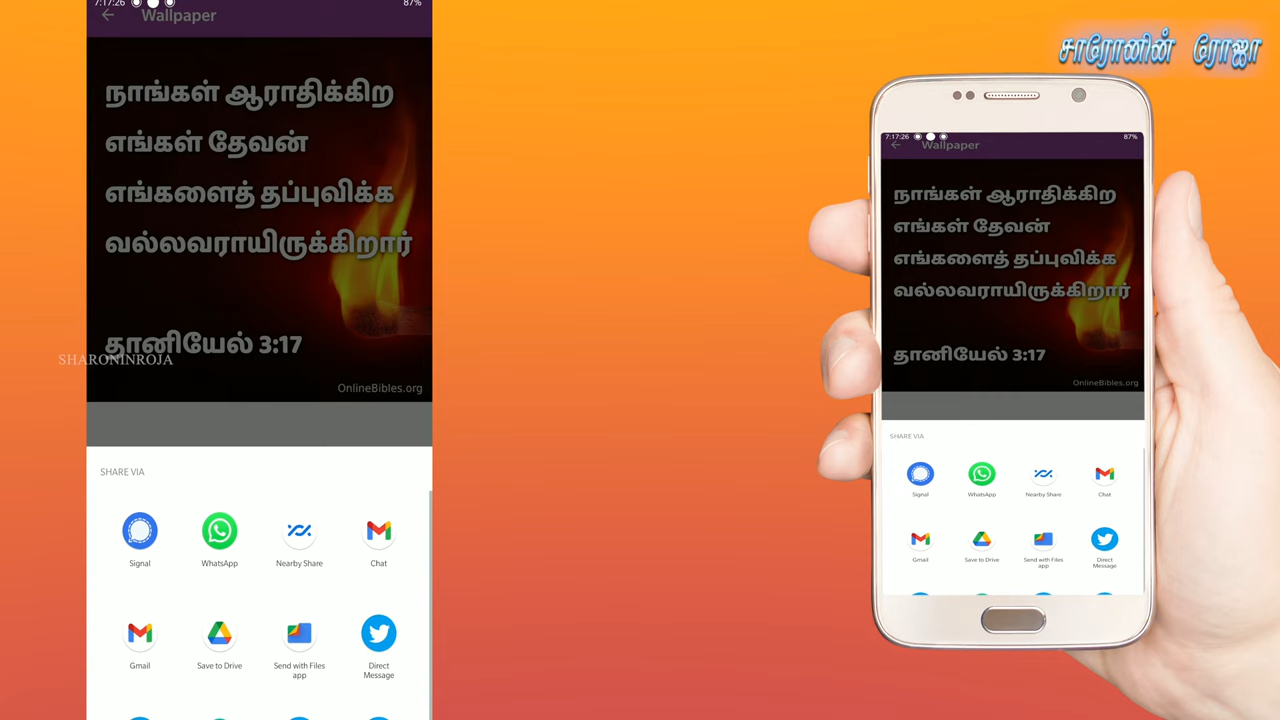 7:17:26
87%
Wallpaper
நாங்கள் ஆராதிக்கிற
எங்கள் தேவன்
எங்களைத் தப்புவிக்க
வல்லவராயிருக்கிறார்
தானியேல் 3:17
SHARONINROJA
OnlineBibles.org
SHARE VIA
Signal WhatsApp Nearby Share Chat
Gmail Save to Drive Send with Files Direct
app Message
சாரோனின் ரோஜா
7:17:26
87%
Wallpaper
நாங்கள் ஆராதிக்கிற
எங்கள் தேவன்
எங்களைத் தப்புவிக்க
வல்லவராயிருக்கிறார்
தானியேல் 3:17
OnlineBibles.org
SHARE VIA
Signal WhatsApp Nearby Share Chat
Gmail Save to Drive Send with Files Direct
app Message